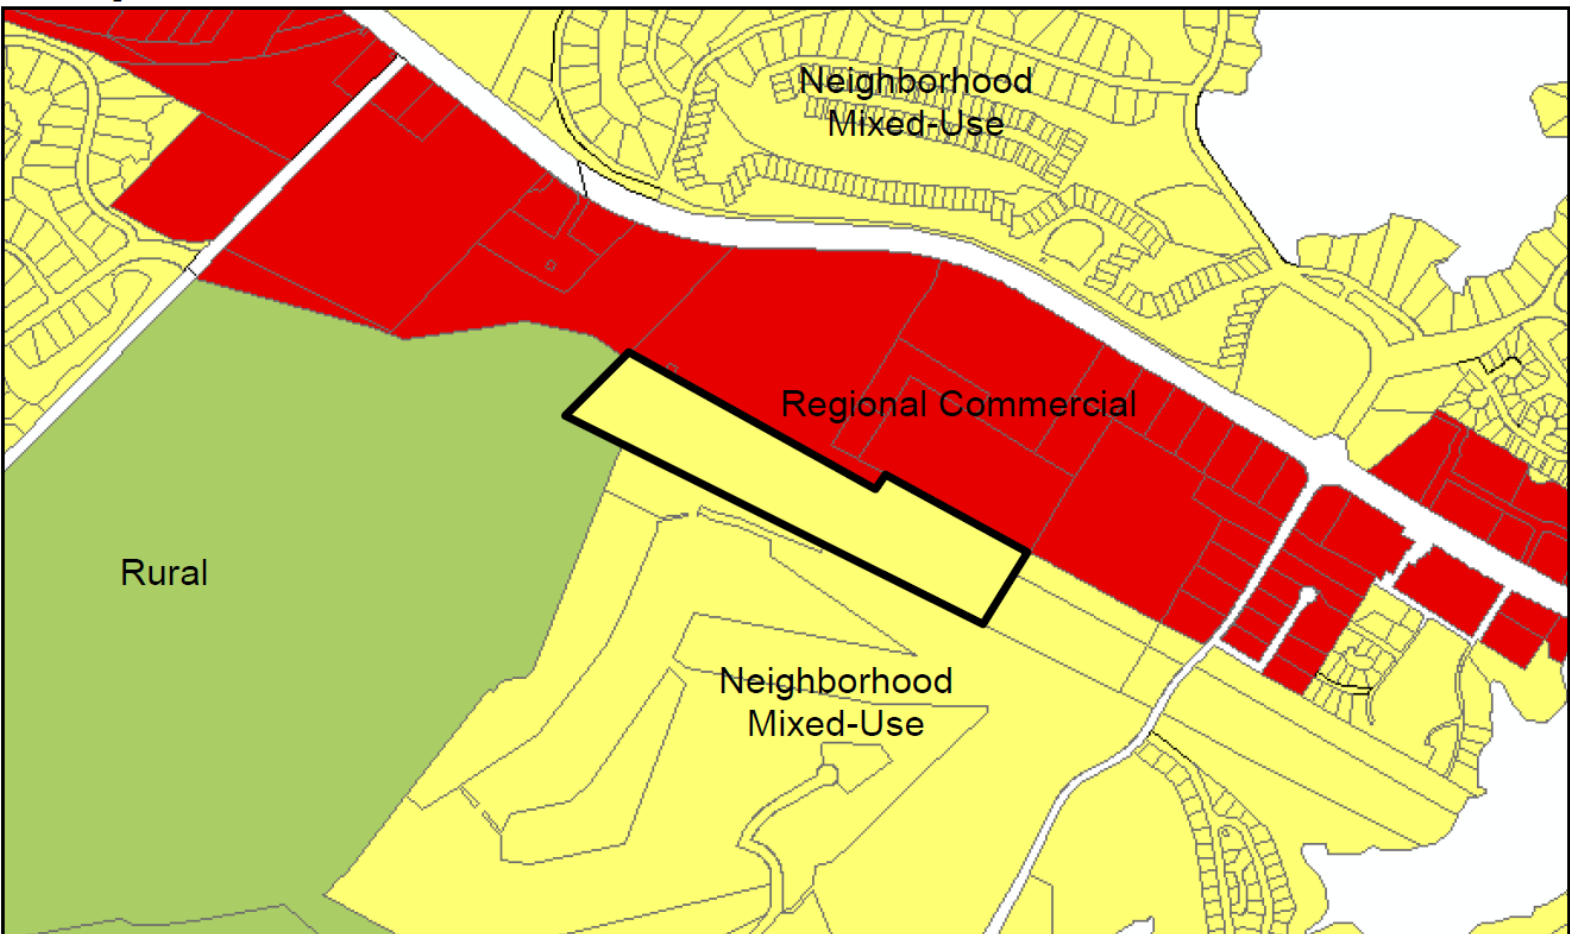 Neighborhood
Mixed-Use
Regional Commercial
Rural
Neighborhood
Mixed-Use